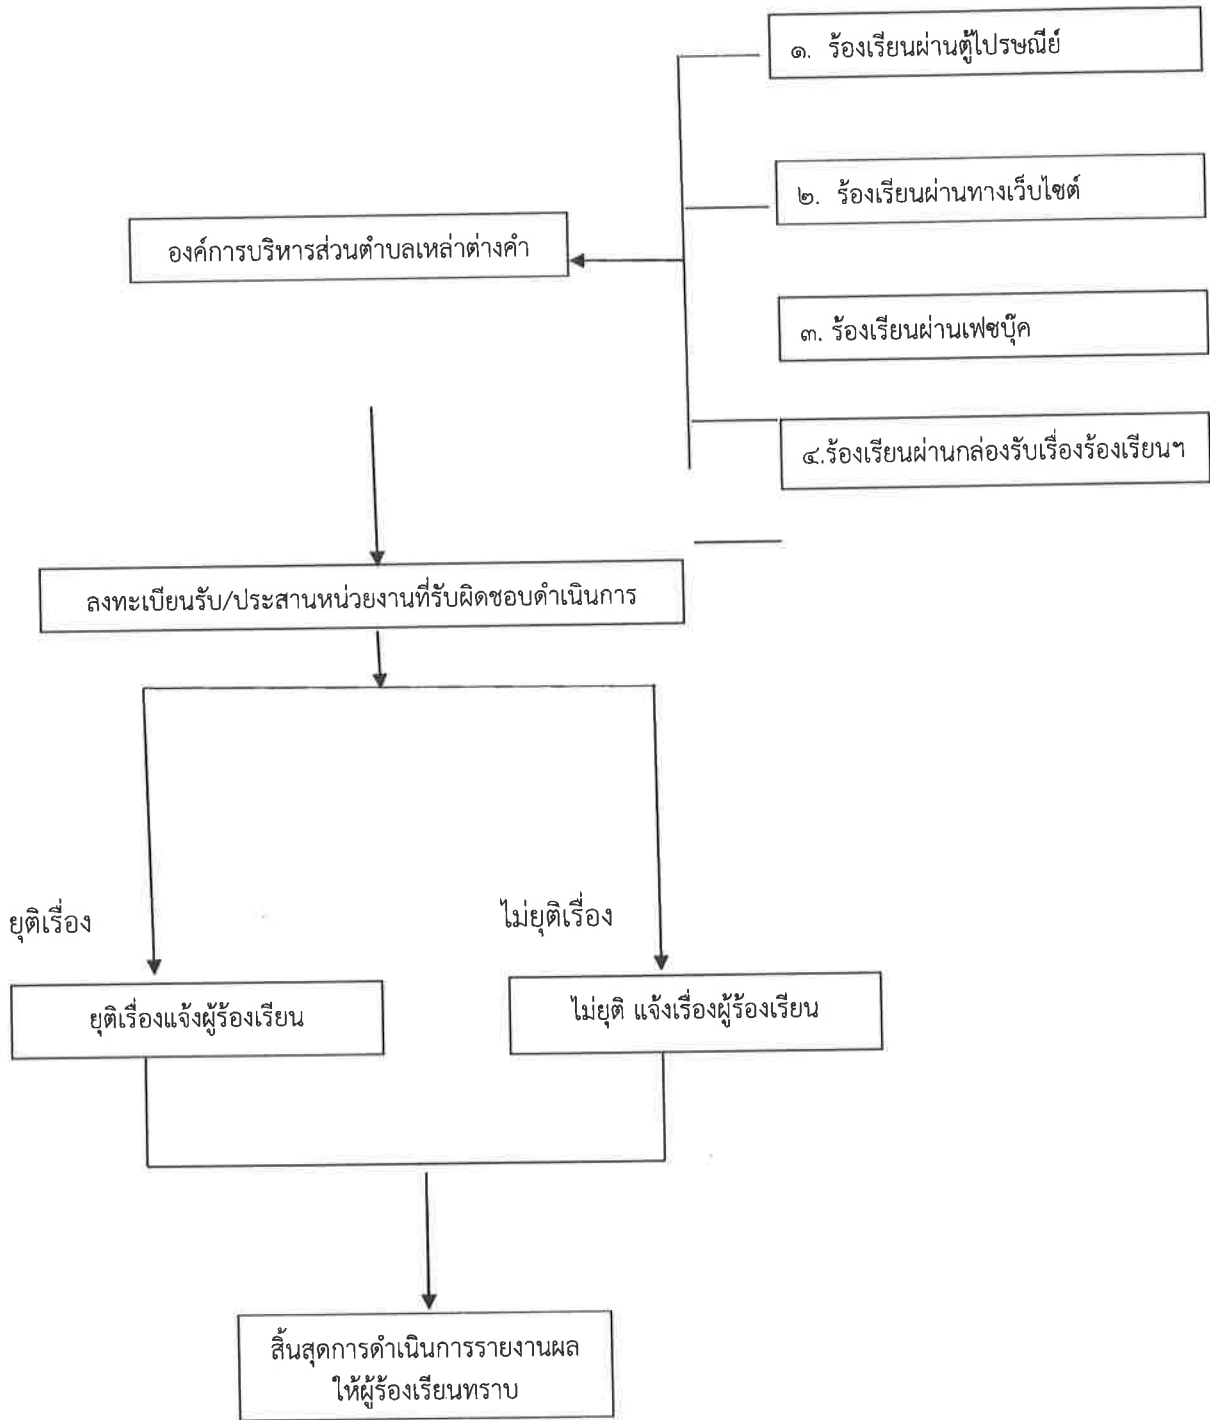 ๑. ร้องเรียนผ่านตู้ไปรษณีย์
๒. ร้องเรียนผ่านทางเว็บไซต์
องค์การบริหารส่วนตำบลเหล่าต่างคำ
๓. ร้องเรียนผ่านเฟซบุ๊ค
๔.ร้องเรียนผ่านกล่องรับเรื่องร้องเรียนฯ
ลงทะเบียนรับ/ประสานหน่วยงานที่รับผิดชอบดำเนินการ
ยุติเรื่อง
ไม่ยุติเรื่อง
ยุติเรื่องแจ้งผู้ร้องเรียน
ไม่ยุติ แจ้งเรื่องผู้ร้องเรียน
สิ้นสุดการดำเนินการรายงานผล
ให้ผู้ร้องเรียนทราบ